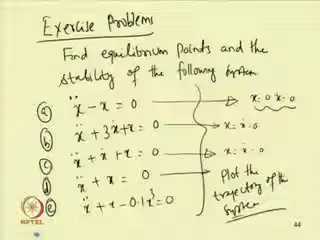 Exercise Problems
Find equilibrium points and the
stability of the following system
(a) ẍ - x = 0 x=0 ẋ=0
(b) ẍ + 3ẋ + x = 0 x=ẋ=0
(c) ẍ + ẋ + x = 0 x=ẋ=0
(d) ẍ + x = 0 Plot the
(e) ẍ + x - 0.1x³ = 0 trajectory of the
system
NPTEL
44